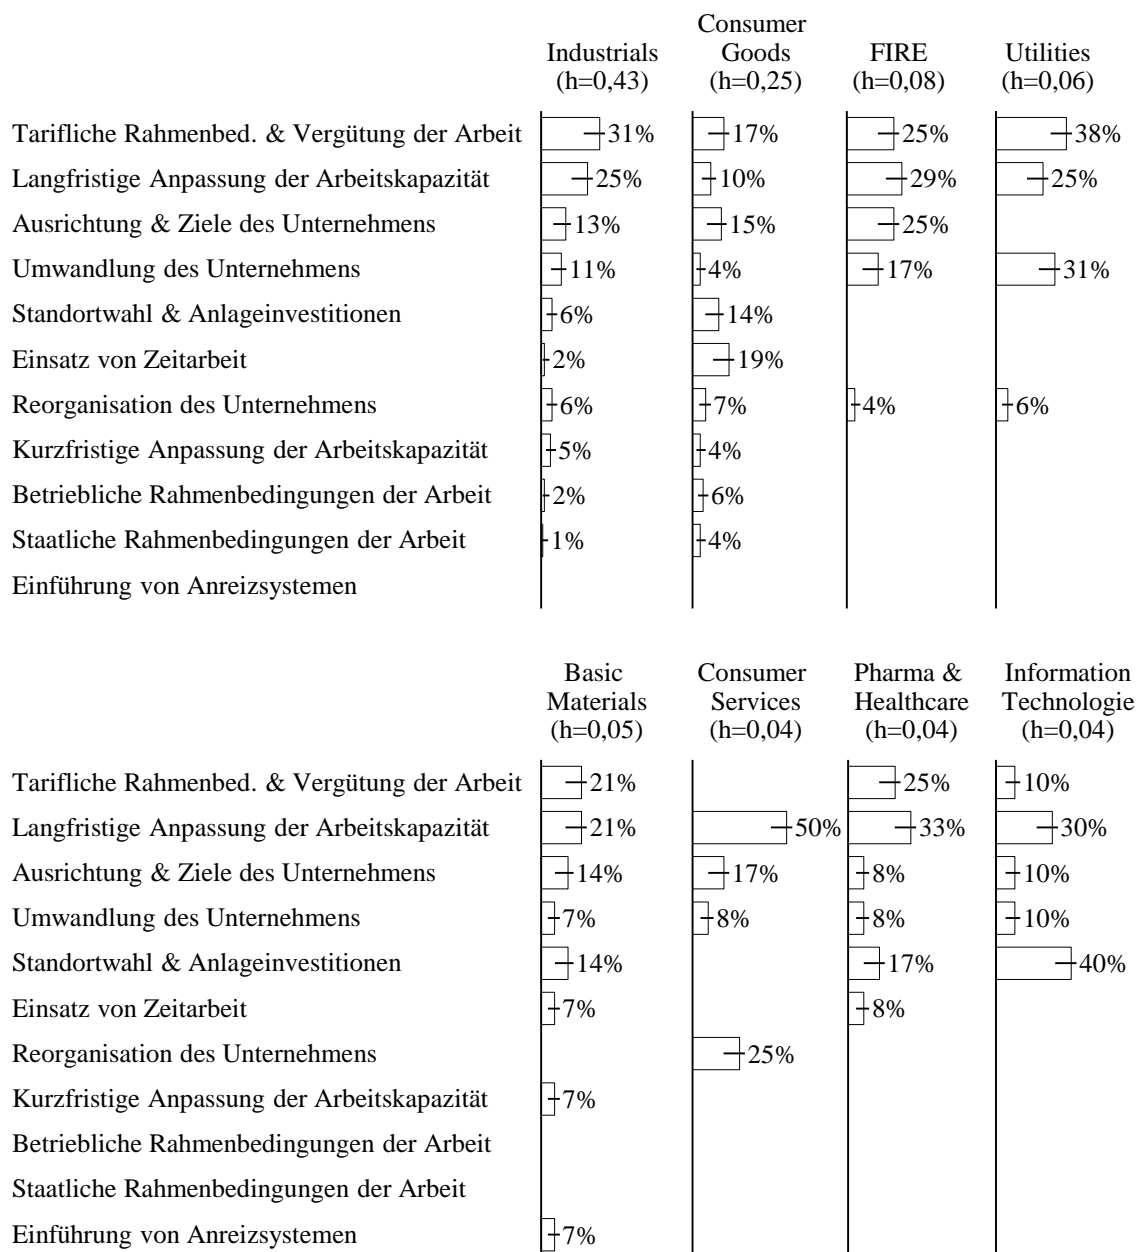 Consumer
Industrials Goods FIRE Utilities
(h=0,43) (h=0,25) (h=0,08) (h=0,06)
Tarifliche Rahmenbed. & Vergütung der Arbeit 31% 17% 25% 38%
Langfristige Anpassung der Arbeitskapazität 25% 10% 29% 25%
Ausrichtung & Ziele des Unternehmens 13% 15% 25%
Umwandlung des Unternehmens 11% 4% 17% 31%
Standortwahl & Anlageinvestitionen 6% 14%
Einsatz von Zeitarbeit 2% 19%
Reorganisation des Unternehmens 6% 7% 4% 6%
Kurzfristige Anpassung der Arbeitskapazität 5% 4%
Betriebliche Rahmenbedingungen der Arbeit 2% 6%
Staatliche Rahmenbedingungen der Arbeit 1% 4%
Einführung von Anreizsystemen
Basic Consumer Pharma & Information
Materials Services Healthcare Technologie
(h=0,05) (h=0,04) (h=0,04) (h=0,04)
Tarifliche Rahmenbed. & Vergütung der Arbeit 21% 25% 10%
Langfristige Anpassung der Arbeitskapazität 21% 50% 33% 30%
Ausrichtung & Ziele des Unternehmens 14% 17% 8% 10%
Umwandlung des Unternehmens 7% 8% 8% 10%
Standortwahl & Anlageinvestitionen 14% 17% 40%
Einsatz von Zeitarbeit 7% 8%
Reorganisation des Unternehmens 25%
Kurzfristige Anpassung der Arbeitskapazität 7%
Betriebliche Rahmenbedingungen der Arbeit
Staatliche Rahmenbedingungen der Arbeit
Einführung von Anreizsystemen 7%